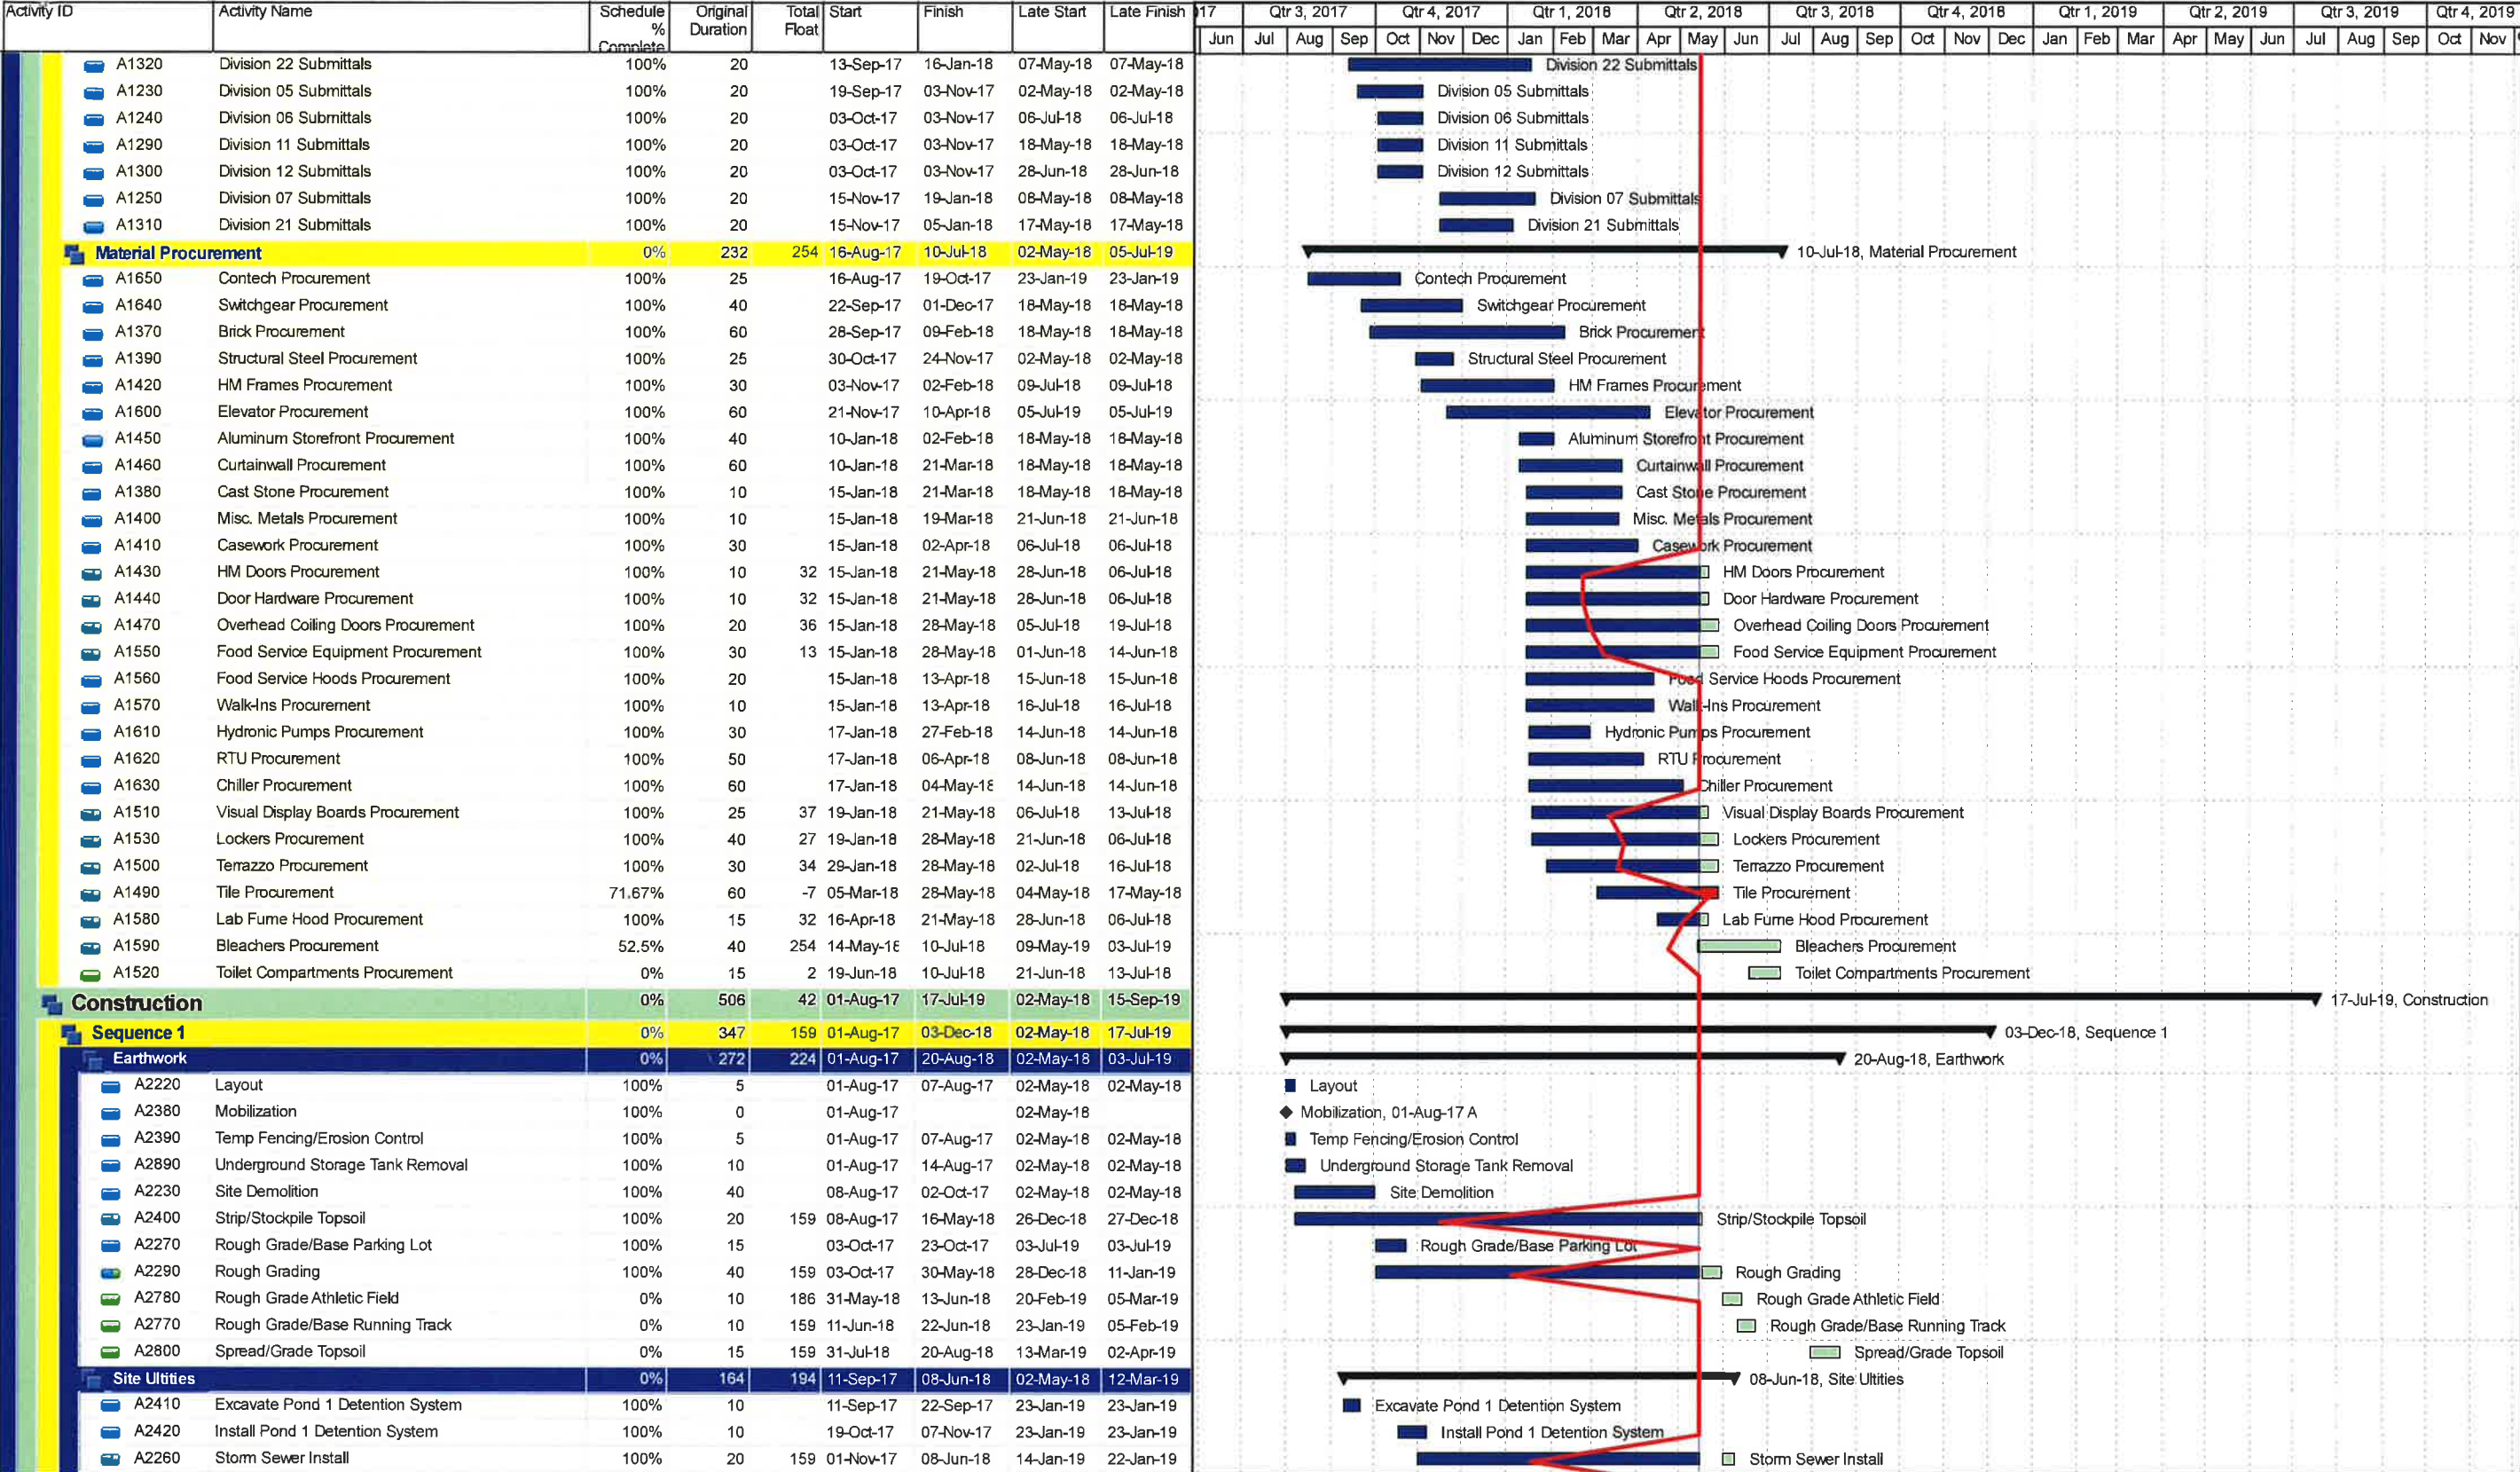 Activity ID Activity Name Schedule % Complete Original Duration Total Float Start Finish Late Start Late Finish
17 Qtr 3, 2017 Qtr 4, 2017 Qtr 1, 2018 Qtr 2, 2018 Qtr 3, 2018 Qtr 4, 2018 Qtr 1, 2019 Qtr 2, 2019 Qtr 3, 2019 Qtr 4, 2019
Jun Jul Aug Sep Oct Nov Dec Jan Feb Mar Apr May Jun Jul Aug Sep Oct Nov Dec Jan Feb Mar Apr May Jun Jul Aug Sep Oct Nov
A1320 Division 22 Submittals 100% 20 13-Sep-17 16-Jan-18 07-May-18 07-May-18 Division 22 Submittals
A1230 Division 05 Submittals 100% 20 19-Sep-17 03-Nov-17 02-May-18 02-May-18 Division 05 Submittals
A1240 Division 06 Submittals 100% 20 03-Oct-17 03-Nov-17 06-Jul-18 06-Jul-18 Division 06 Submittals
A1290 Division 11 Submittals 100% 20 03-Oct-17 03-Nov-17 18-May-18 18-May-18 Division 11 Submittals
A1300 Division 12 Submittals 100% 20 03-Oct-17 03-Nov-17 28-Jun-18 28-Jun-18 Division 12 Submittals
A1250 Division 07 Submittals 100% 20 15-Nov-17 19-Jan-18 08-May-18 08-May-18 Division 07 Submittals
A1310 Division 21 Submittals 100% 20 15-Nov-17 05-Jan-18 17-May-18 17-May-18 Division 21 Submittals
Material Procurement 0% 232 254 16-Aug-17 10-Jul-18 02-May-18 05-Jul-19 10-Jul-18, Material Procurement
A1650 Contech Procurement 100% 25 16-Aug-17 19-Oct-17 23-Jan-19 23-Jan-19 Contech Procurement
A1640 Switchgear Procurement 100% 40 22-Sep-17 01-Dec-17 18-May-18 18-May-18 Switchgear Procurement
A1370 Brick Procurement 100% 60 28-Sep-17 09-Feb-18 18-May-18 18-May-18 Brick Procurement
A1390 Structural Steel Procurement 100% 25 30-Oct-17 24-Nov-17 02-May-18 02-May-18 Structural Steel Procurement
A1420 HM Frames Procurement 100% 30 03-Nov-17 02-Feb-18 09-Jul-18 09-Jul-18 HM Frames Procurement
A1600 Elevator Procurement 100% 60 21-Nov-17 10-Apr-18 05-Jul-19 05-Jul-19 Elevator Procurement
A1450 Aluminum Storefront Procurement 100% 40 10-Jan-18 02-Feb-18 18-May-18 18-May-18 Aluminum Storefront Procurement
A1460 Curtainwall Procurement 100% 60 10-Jan-18 21-Mar-18 18-May-18 18-May-18 Curtainwall Procurement
A1380 Cast Stone Procurement 100% 10 15-Jan-18 21-Mar-18 18-May-18 18-May-18 Cast Stone Procurement
A1400 Misc. Metals Procurement 100% 10 15-Jan-18 19-Mar-18 21-Jun-18 21-Jun-18 Misc. Metals Procurement
A1410 Casework Procurement 100% 30 15-Jan-18 02-Apr-18 06-Jul-18 06-Jul-18 Casework Procurement
A1430 HM Doors Procurement 100% 10 32 15-Jan-18 21-May-18 28-Jun-18 06-Jul-18 HM Doors Procurement
A1440 Door Hardware Procurement 100% 10 32 15-Jan-18 21-May-18 28-Jun-18 06-Jul-18 Door Hardware Procurement
A1470 Overhead Coiling Doors Procurement 100% 20 36 15-Jan-18 28-May-18 05-Jul-18 19-Jul-18 Overhead Coiling Doors Procurement
A1550 Food Service Equipment Procurement 100% 30 13 15-Jan-18 28-May-18 01-Jun-18 14-Jun-18 Food Service Equipment Procurement
A1560 Food Service Hoods Procurement 100% 20 15-Jan-18 13-Apr-18 15-Jun-18 15-Jun-18 Food Service Hoods Procurement
A1570 Walk-Ins Procurement 100% 10 15-Jan-18 13-Apr-18 16-Jul-18 16-Jul-18 Walk-Ins Procurement
A1610 Hydronic Pumps Procurement 100% 30 17-Jan-18 27-Feb-18 14-Jun-18 14-Jun-18 Hydronic Pumps Procurement
A1620 RTU Procurement 100% 50 17-Jan-18 06-Apr-18 08-Jun-18 08-Jun-18 RTU Procurement
A1630 Chiller Procurement 100% 60 17-Jan-18 04-May-18 14-Jun-18 14-Jun-18 Chiller Procurement
A1510 Visual Display Boards Procurement 100% 25 37 19-Jan-18 21-May-18 06-Jul-18 13-Jul-18 Visual Display Boards Procurement
A1530 Lockers Procurement 100% 40 27 19-Jan-18 28-May-18 21-Jun-18 06-Jul-18 Lockers Procurement
A1500 Terrazzo Procurement 100% 30 34 29-Jan-18 28-May-18 02-Jul-18 16-Jul-18 Terrazzo Procurement
A1490 Tile Procurement 71.67% 60 -7 05-Mar-18 28-May-18 04-May-18 17-May-18 Tile Procurement
A1580 Lab Fume Hood Procurement 100% 15 32 16-Apr-18 21-May-18 28-Jun-18 06-Jul-18 Lab Fume Hood Procurement
A1590 Bleachers Procurement 52.5% 40 254 14-May-18 10-Jul-18 09-May-19 03-Jul-19 Bleachers Procurement
A1520 Toilet Compartments Procurement 0% 15 2 19-Jun-18 10-Jul-18 21-Jun-18 13-Jul-18 Toilet Compartments Procurement
Construction 0% 506 42 01-Aug-17 17-Jul-19 02-May-18 15-Sep-19 17-Jul-19, Construction
Sequence 1 0% 347 159 01-Aug-17 03-Dec-18 02-May-18 17-Jul-19 03-Dec-18, Sequence 1
Earthwork 0% 272 224 01-Aug-17 20-Aug-18 02-May-18 03-Jul-19 20-Aug-18, Earthwork
A2220 Layout 100% 5 01-Aug-17 07-Aug-17 02-May-18 02-May-18 Layout
A2380 Mobilization 100% 0 01-Aug-17 02-May-18 Mobilization, 01-Aug-17 A
A2390 Temp Fencing/Erosion Control 100% 5 01-Aug-17 07-Aug-17 02-May-18 02-May-18 Temp Fencing/Erosion Control
A2890 Underground Storage Tank Removal 100% 10 01-Aug-17 14-Aug-17 02-May-18 02-May-18 Underground Storage Tank Removal
A2230 Site Demolition 100% 40 08-Aug-17 02-Oct-17 02-May-18 02-May-18 Site Demolition
A2400 Strip/Stockpile Topsoil 100% 20 159 08-Aug-17 16-May-18 26-Dec-18 27-Dec-18 Strip/Stockpile Topsoil
A2270 Rough Grade/Base Parking Lot 100% 15 03-Oct-17 23-Oct-17 03-Jul-19 03-Jul-19 Rough Grade/Base Parking Lot
A2290 Rough Grading 100% 40 159 03-Oct-17 30-May-18 28-Dec-18 11-Jan-19 Rough Grading
A2780 Rough Grade Athletic Field 0% 10 186 31-May-18 13-Jun-18 20-Feb-19 05-Mar-19 Rough Grade Athletic Field
A2770 Rough Grade/Base Running Track 0% 10 159 11-Jun-18 22-Jun-18 23-Jan-19 05-Feb-19 Rough Grade/Base Running Track
A2800 Spread/Grade Topsoil 0% 15 159 31-Jul-18 20-Aug-18 13-Mar-19 02-Apr-19 Spread/Grade Topsoil
Site Ultities 0% 164 194 11-Sep-17 08-Jun-18 02-May-18 12-Mar-19 08-Jun-18, Site Ultities
A2410 Excavate Pond 1 Detention System 100% 10 11-Sep-17 22-Sep-17 23-Jan-19 23-Jan-19 Excavate Pond 1 Detention System
A2420 Install Pond 1 Detention System 100% 10 19-Oct-17 07-Nov-17 23-Jan-19 23-Jan-19 Install Pond 1 Detention System
A2260 Storm Sewer Install 100% 20 159 01-Nov-17 08-Jun-18 14-Jan-19 22-Jan-19 Storm Sewer Install